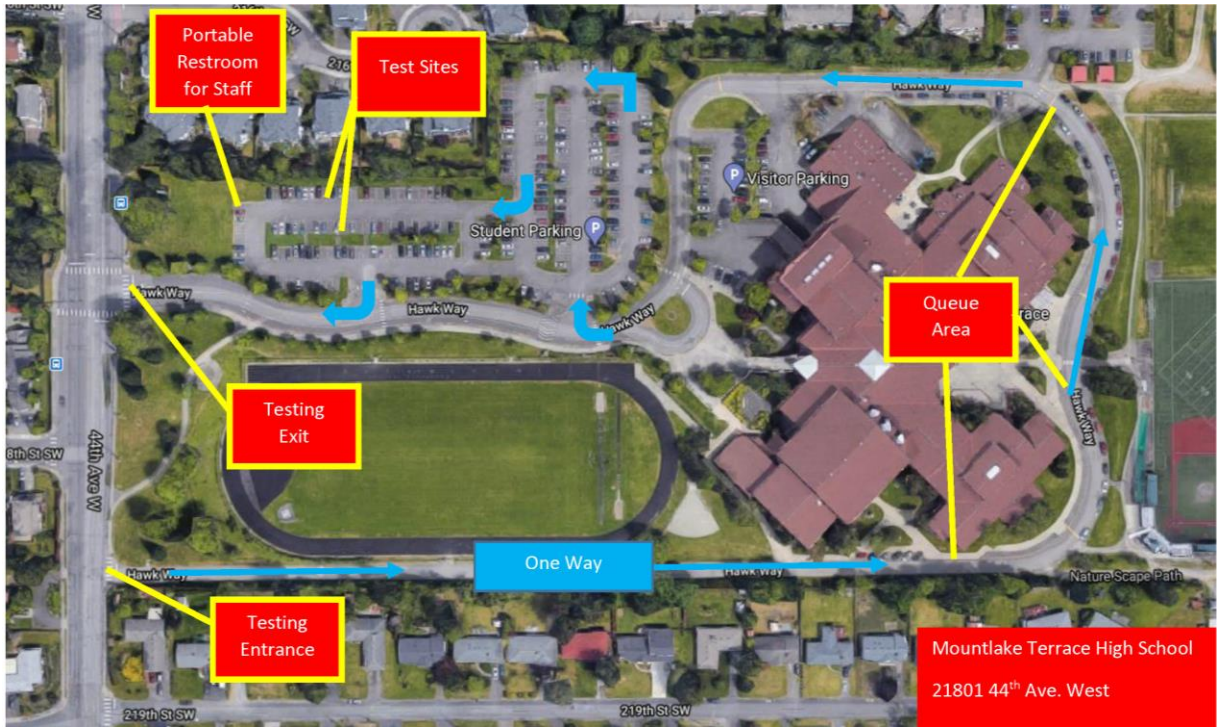 Portable
Restroom
for Staff
Test Sites
Hawk Way
Visitor Parking
Student Parking
Queue
Area
Hawk Way
Hawk Way
Hawk Way
Hawk Way
Testing
Exit
44th Ave W
8th St SW
One Way
Hawk Way
Hawk Way
Nature Scape Path
Testing
Entrance
Mountlake Terrace High School
21801 44th Ave. West
219th St SW
219th St SW